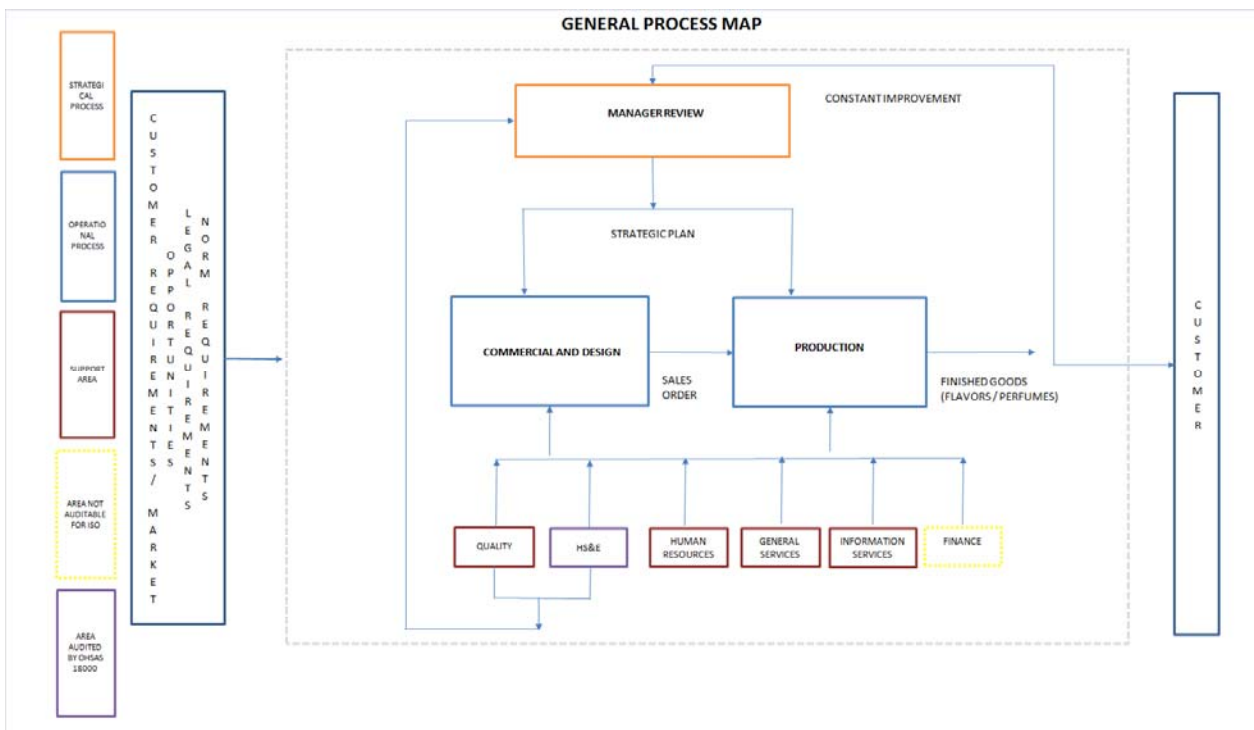 GENERAL PROCESS MAP
STRATEGI
CAL
PROCESS
OPERATIO
NAL
PROCESS
SUPPORT
AREA
AREA NOT
AUDITABLE
FOR ISO
AREA
AUDITED
BY OHSAS
18000
CUSTOMER REQUIREMENTS/ MARKET
OPPORTUNITIES
LEGAL REQUIREMENTS
NORM REQUIREMENTS
MANAGER REVIEW
CONSTANT IMPROVEMENT
STRATEGIC PLAN
COMMERCIAL AND DESIGN
PRODUCTION
SALES
ORDER
FINISHED GOODS
(FLAVORS / PERFUMES)
QUALITY
HS&E
HUMAN
RESOURCES
GENERAL
SERVICES
INFORMATION
SERVICES
FINANCE
CUSTOMER